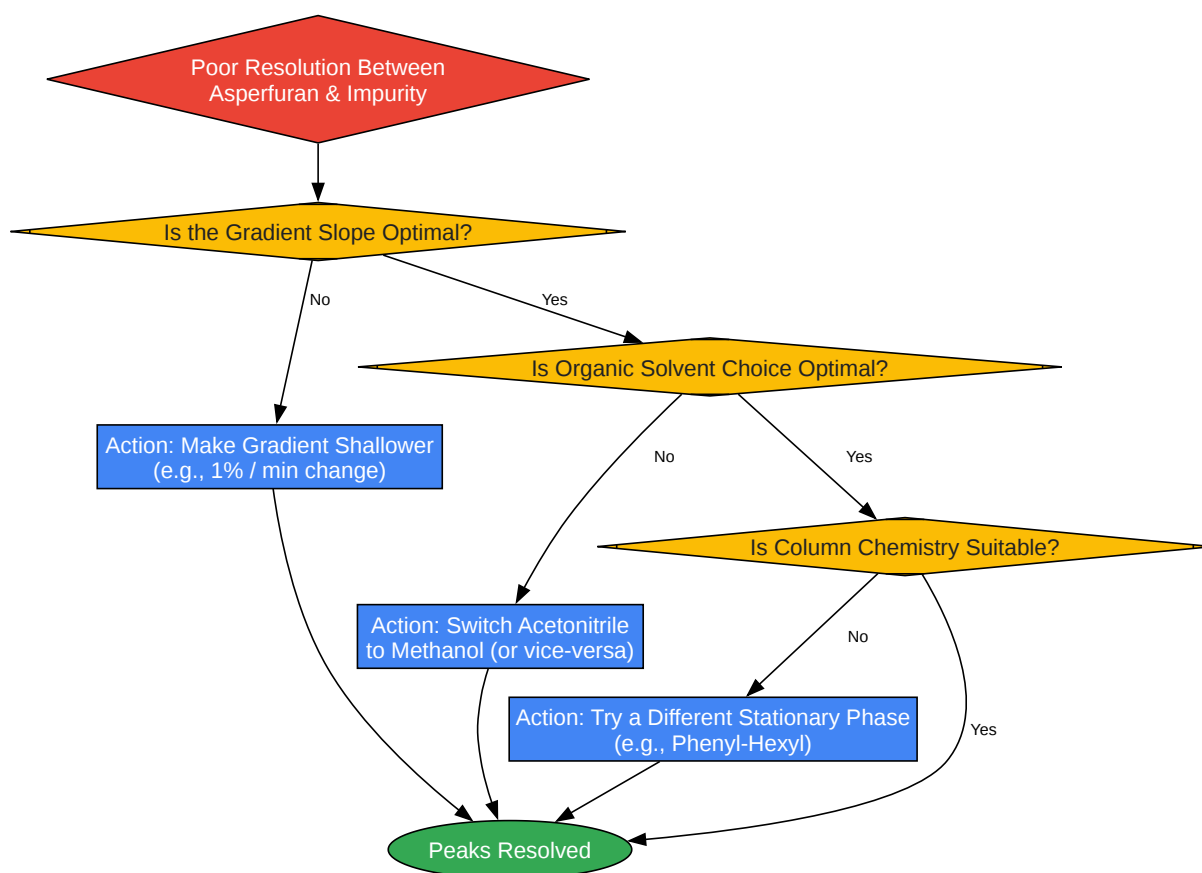 Poor Resolution Between
Asperfuran & Impurity
Is the Gradient Slope Optimal?
No
Yes
Is Organic Solvent Choice Optimal?
Action: Make Gradient Shallower
(e.g., 1% / min change)
No
Yes
Is Column Chemistry Suitable?
Action: Switch Acetonitrile
to Methanol (or vice-versa)
No
Action: Try a Different Stationary Phase
(e.g., Phenyl-Hexyl)
Yes
Peaks Resolved